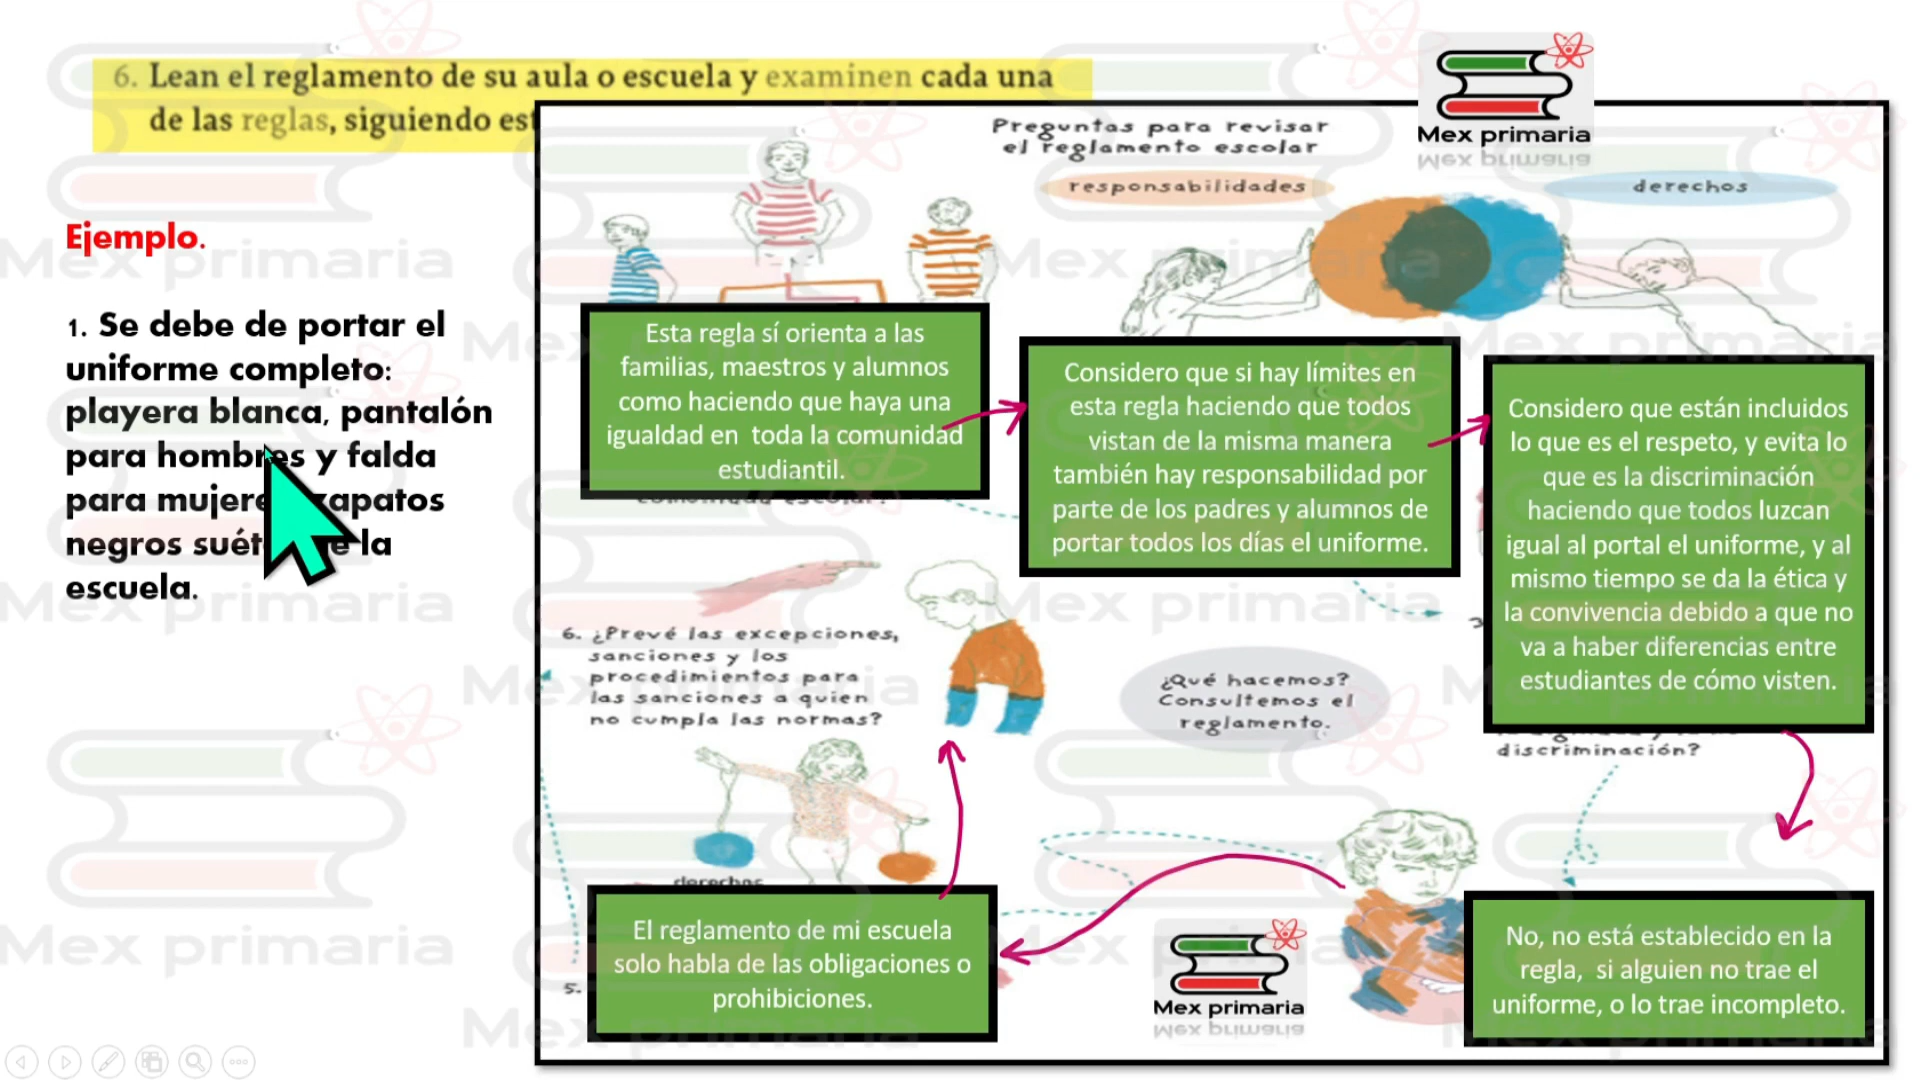 6. Lean el reglamento de su aula o escuela y examinen cada una
de las reglas, siguiendo
Mex primaria
Ejemplo.
1. Se debe de portar el
uniforme completo:
playera blanca, pantalón
para hombres y falda
para mujeres
zapatos
negros
la
escuela.
Preguntas para revisar
el reglamento escolar
responsabilidades
derechos
Esta regla sí orienta a las
familias, maestros y alumnos
como haciendo que haya una
igualdad en toda la comunidad
estudiantil.
Considero que si hay límites en
esta regla haciendo que todos
vistan de la misma manera
también hay responsabilidad por
parte de los padres y alumnos de
portar todos los días el uniforme.
Considero que están incluidos
lo que es el respeto, y evita lo
que es la discriminación
haciendo que todos luzcan
igual al portal el uniforme, y al
mismo tiempo se da la ética y
la convivencia debido a que no
va a haber diferencias entre
estudiantes de cómo visten.
discriminación?
6. ¿Prevé las excepciones,
sanciones y los
procedimientos para
las sanciones a quien
no cumpla las normas?
¿Qué hacemos?
Consultemos el
reglamento.
derechos
5.
El reglamento de mi escuela
solo habla de las obligaciones o
prohibiciones.
Mex primaria
No, no está establecido en la
regla, si alguien no trae el
uniforme, o lo trae incompleto.